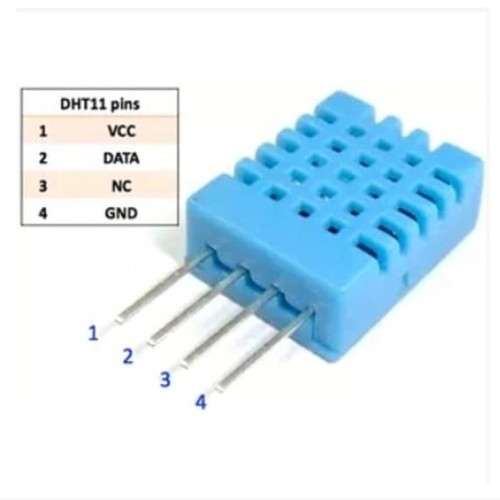 DHT11 pins
1 VCC
2 DATA
3 NC
4 GND
1
2
3
4